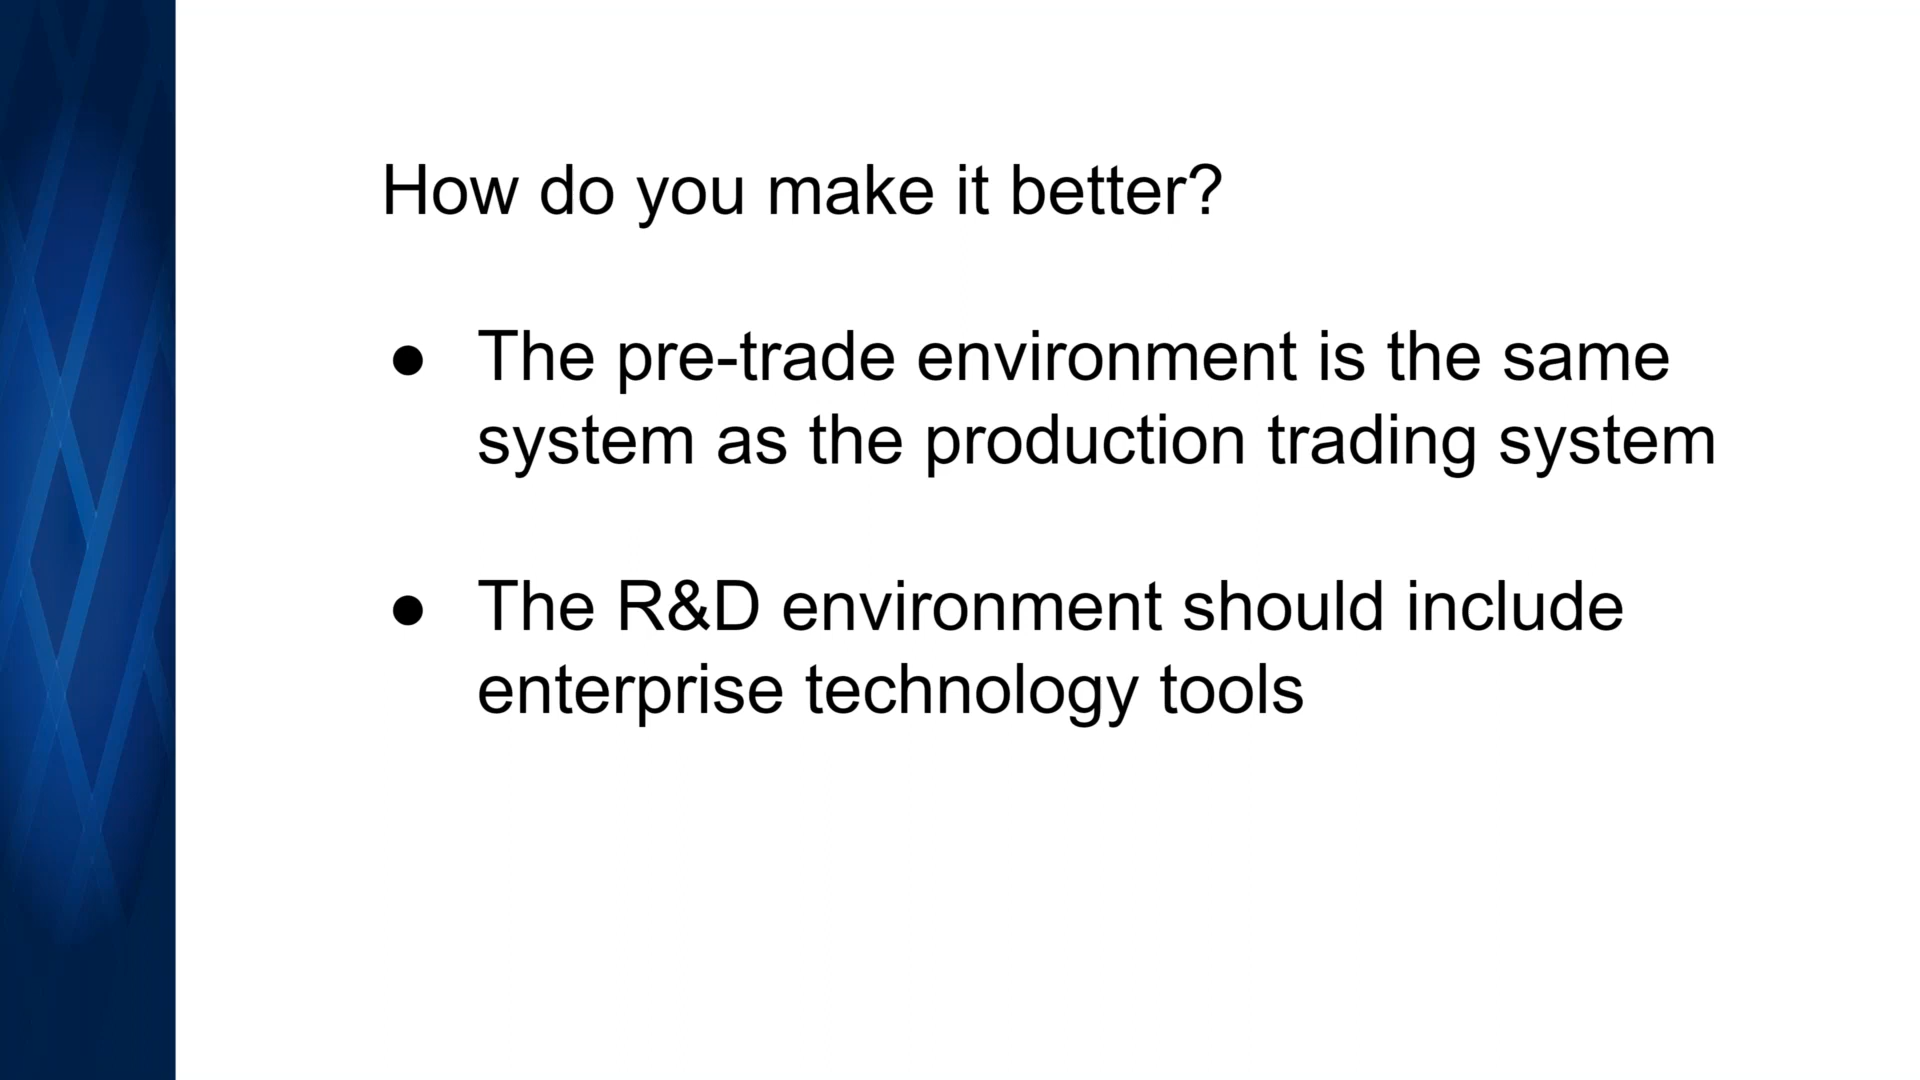 How do you make it better?
● The pre-trade environment is the same
system as the production trading system
● The R&D environment should include
enterprise technology tools